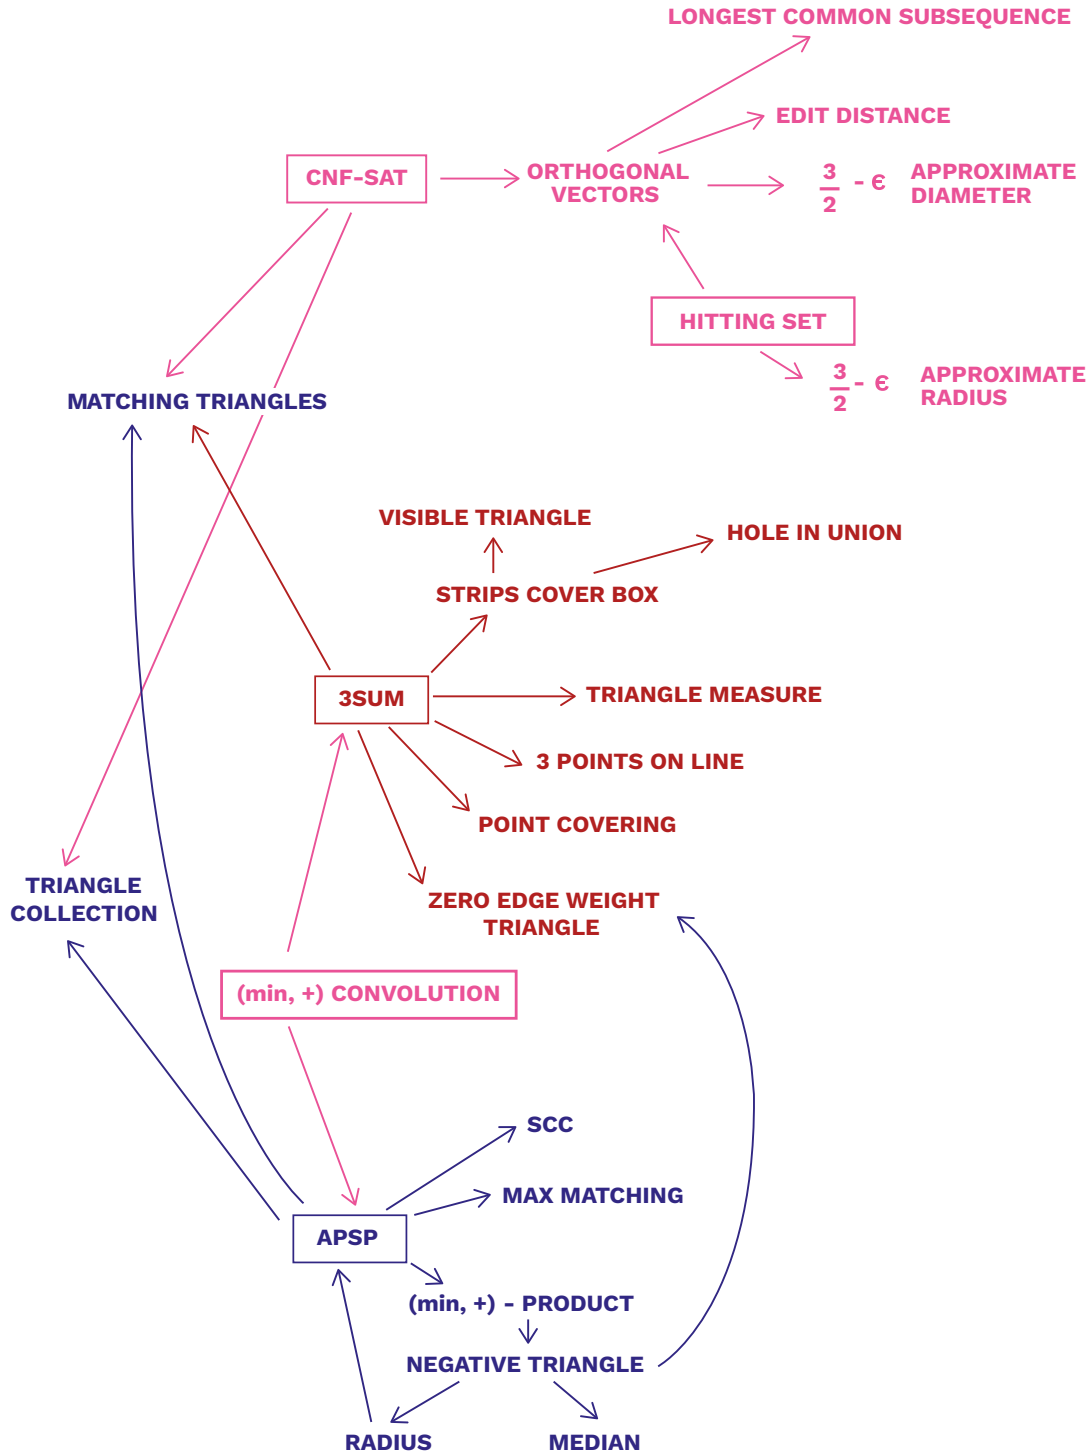 LONGEST COMMON SUBSEQUENCE
EDIT DISTANCE
CNF-SAT
ORTHOGONAL
VECTORS
3/2 - ϵ APPROXIMATE
DIAMETER
HITTING SET
3/2 - ϵ APPROXIMATE
RADIUS
MATCHING TRIANGLES
VISIBLE TRIANGLE
HOLE IN UNION
STRIPS COVER BOX
3SUM
TRIANGLE MEASURE
3 POINTS ON LINE
POINT COVERING
TRIANGLE
COLLECTION
ZERO EDGE WEIGHT
TRIANGLE
(min, +) CONVOLUTION
SCC
MAX MATCHING
APSP
(min, +) - PRODUCT
NEGATIVE TRIANGLE
RADIUS
MEDIAN